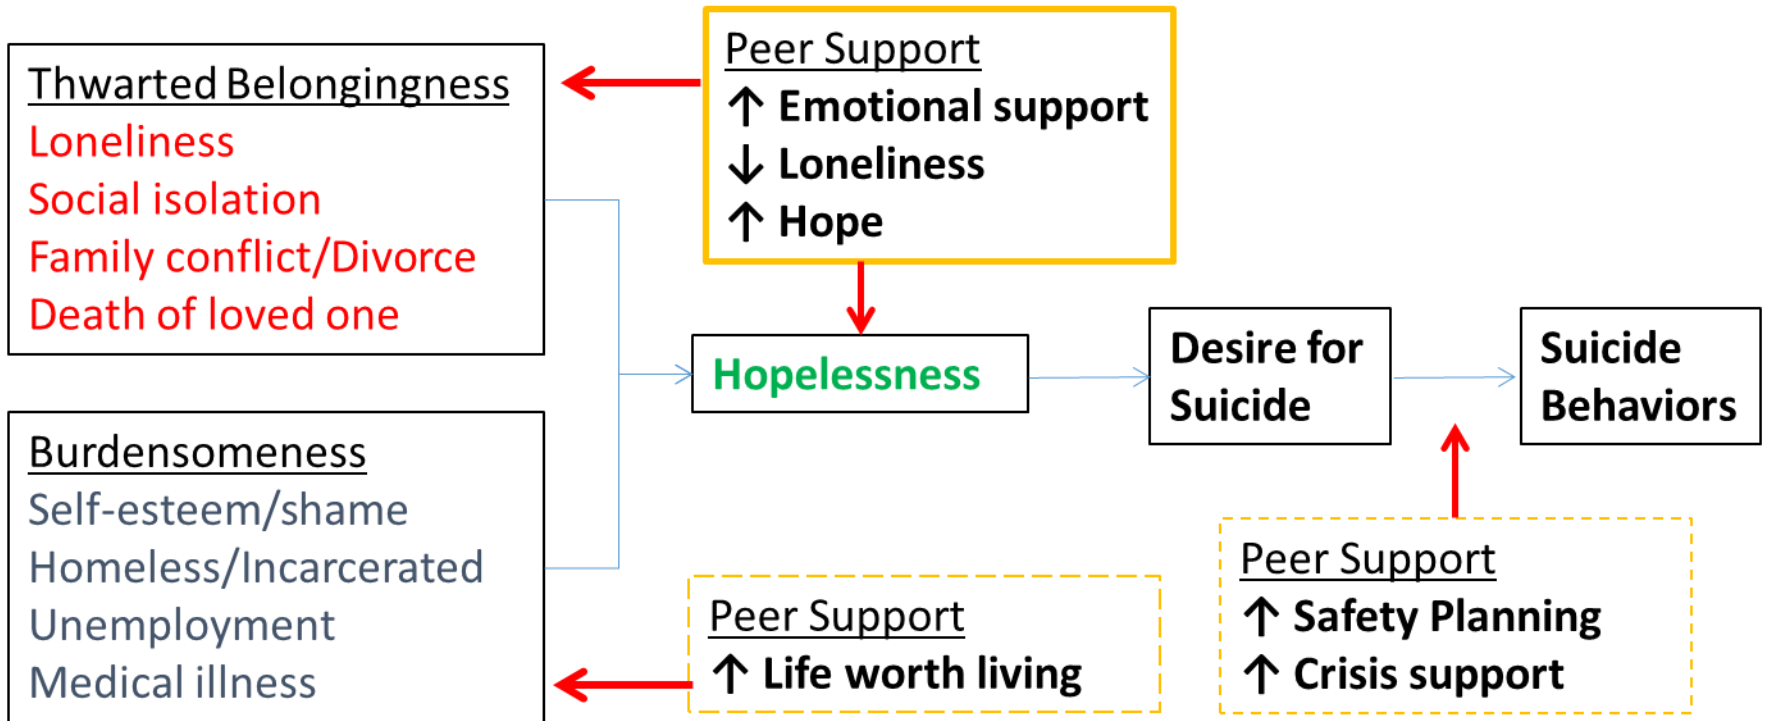 Thwarted Belongingness
Loneliness
Social isolation
Family conflict/Divorce
Death of loved one
Burdensomeness
Self-esteem/shame
Homeless/Incarcerated
Unemployment
Medical illness
Peer Support
↑ Emotional support
↓ Loneliness
↑ Hope
Hopelessness
Peer Support
↑ Life worth living
Desire for
Suicide
Suicide
Behaviors
Peer Support
↑ Safety Planning
↑ Crisis support